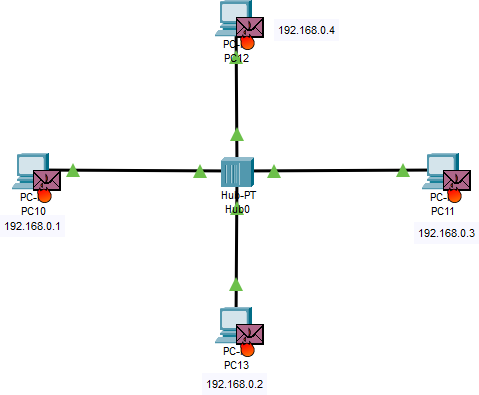 192.168.0.4
PC-
PC12
PC-
PC10
192.168.0.1
Hub-PT
Hub0
PC-
PC11
192.168.0.3
PC-
PC13
192.168.0.2